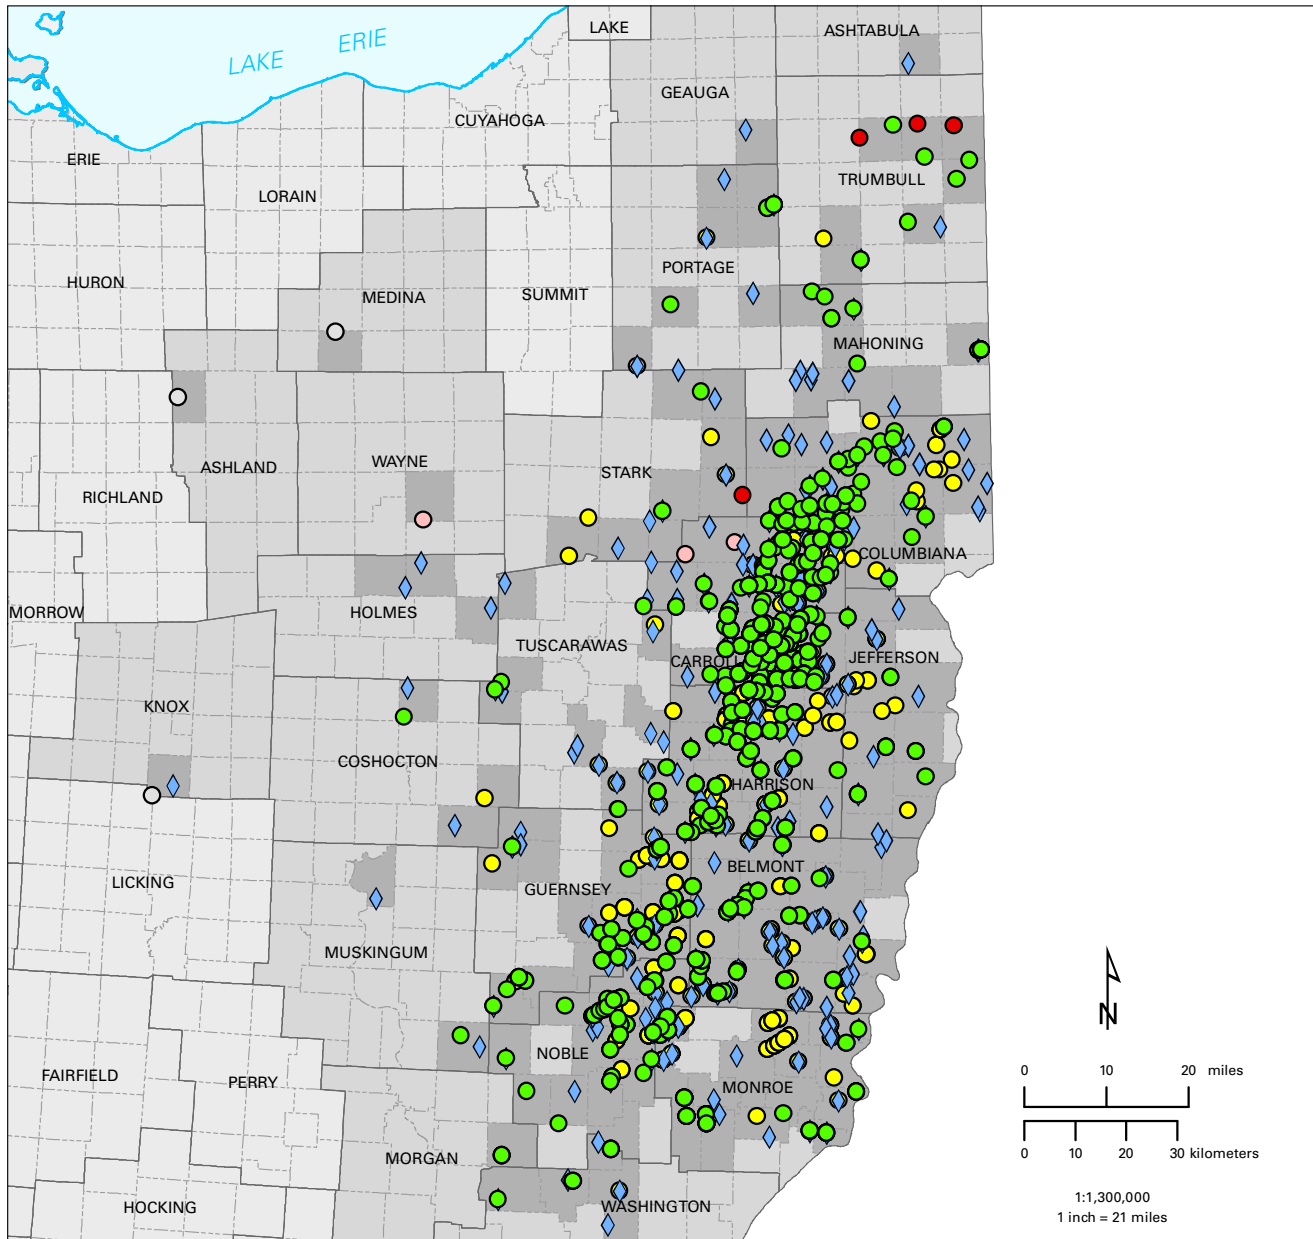 LAKE
ASHTABULA
LAKE ERIE
GEAUGA
CUYAHOGA
ERIE
TRUMBULL
LORAIN
PORTAGE
HURON
MEDINA
SUMMIT
MAHONING
ASHLAND
WAYNE
STARK
RICHLAND
COLUMBIANA
MORROW
HOLMES
TUSCARAWAS
CARROLL
JEFFERSON
KNOX
COSHOCTON
HARRISON
BELMONT
LICKING
GUERNSEY
MUSKINGUM
N
NOBLE
0 10 20 miles
FAIRFIELD
PERRY
MONROE
0 10 20 30 kilometers
MORGAN
1:1,300,000
HOCKING
WASHINGTON
1 inch = 21 miles